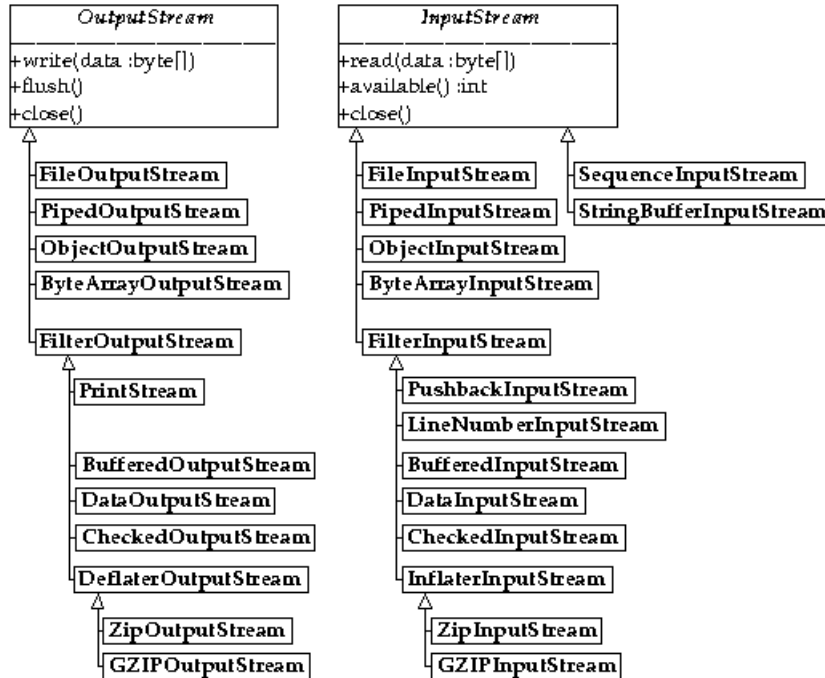 OutputStream
+write(data :byte[])
+flush()
+close()
FileOutputStream
PipedOutputStream
ObjectOutputStream
ByteArrayOutputStream
FilterOutputStream
PrintStream
BufferedOutputStream
DataOutputStream
CheckedOutputStream
DeflaterOutputStream
ZipOutputStream
GZIPOutputStream
InputStream
+read(data :byte[])
+available() :int
+close()
FileInputStream
PipedInputStream
ObjectInputStream
ByteArrayInputStream
FilterInputStream
PushbackInputStream
LineNumberInputStream
BufferedInputStream
DataInputStream
CheckedInputStream
InflaterInputStream
ZipInputStream
GZIPInputStream
SequenceInputStream
StringBufferInputStream